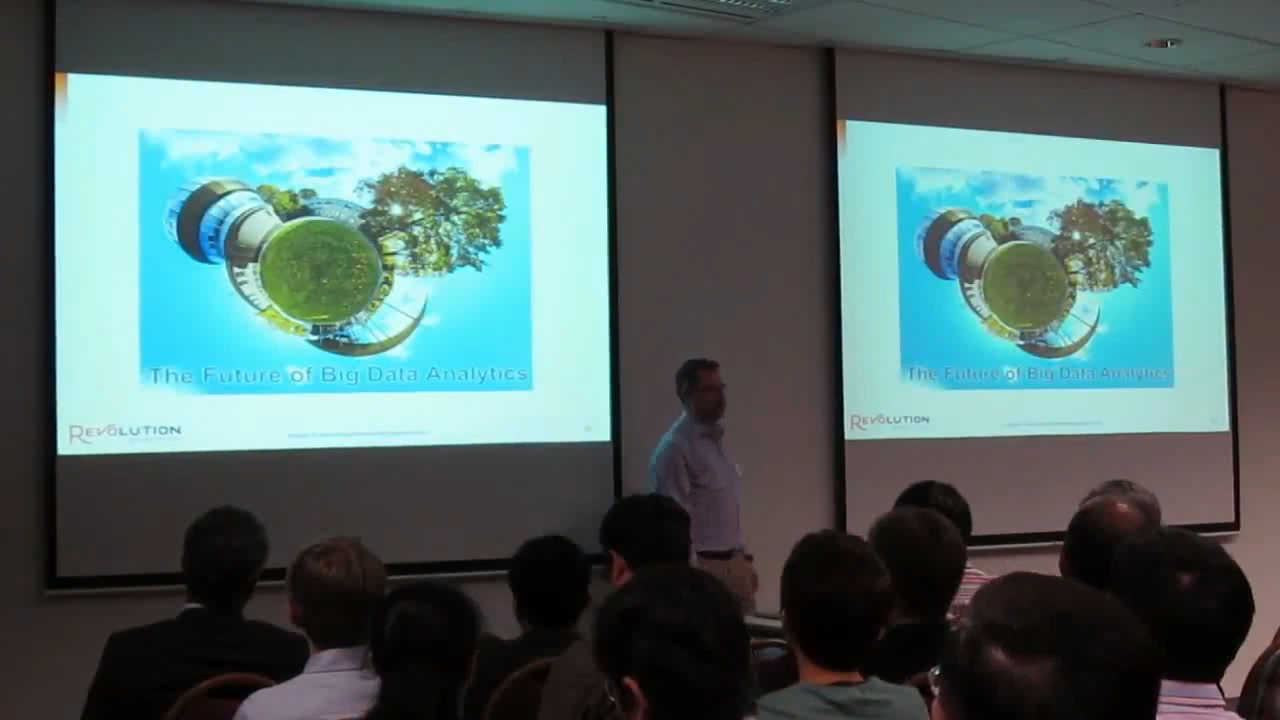 The Future of Big Data Analytics
REVOLUTION
The Future of Big Data Analytics
REVOLUTION